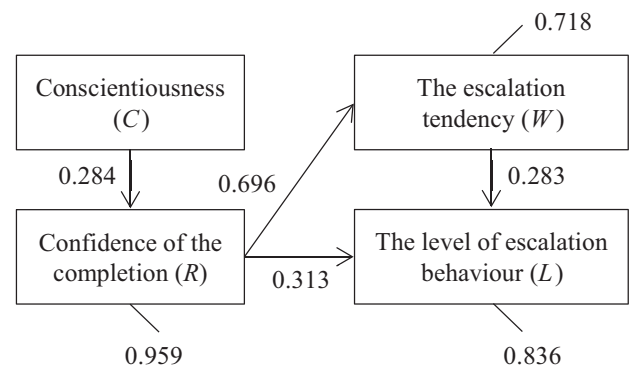 0.718
Conscientiousness
(C)
The escalation
tendency (W)
0.284
0.696
0.283
Confidence of the
completion (R)
The level of escalation
behaviour (L)
0.313
0.959
0.836